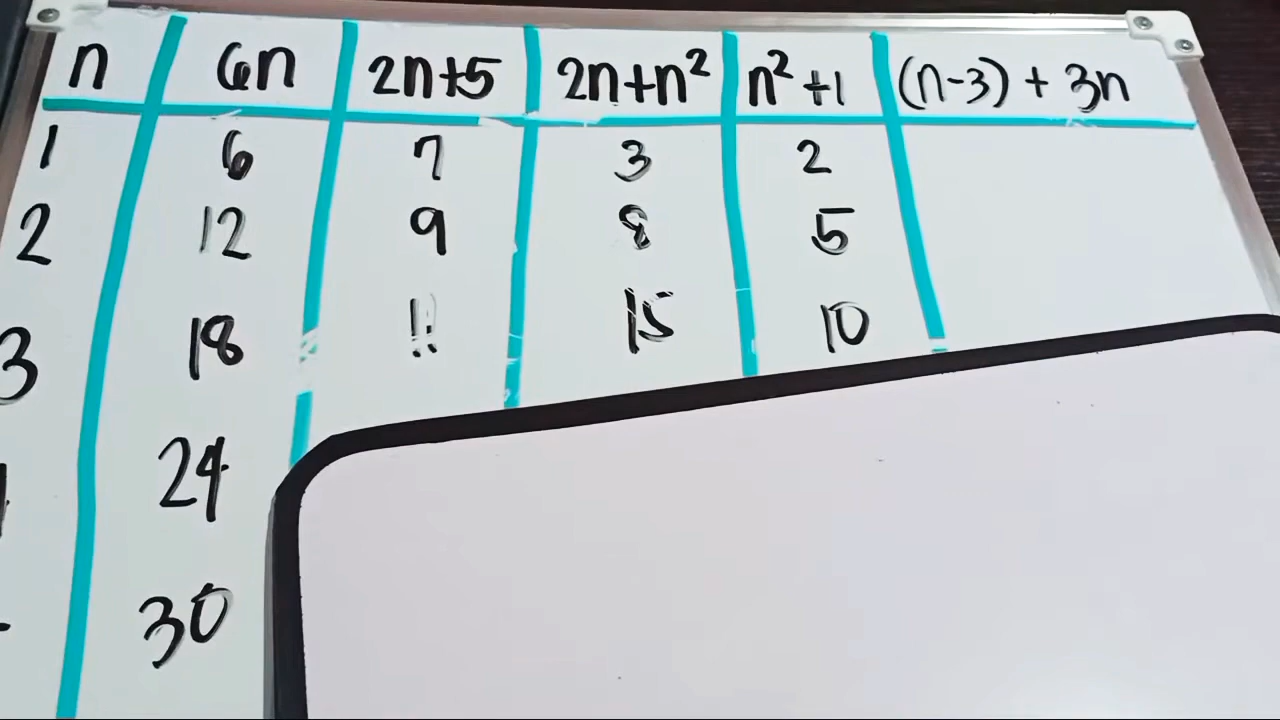 n 6n 2n+5 2n+n² n²+1 (n-3) + 3n
1 6 7 3 2
2 12 9 8 5
3 18 11 15 10
24
30